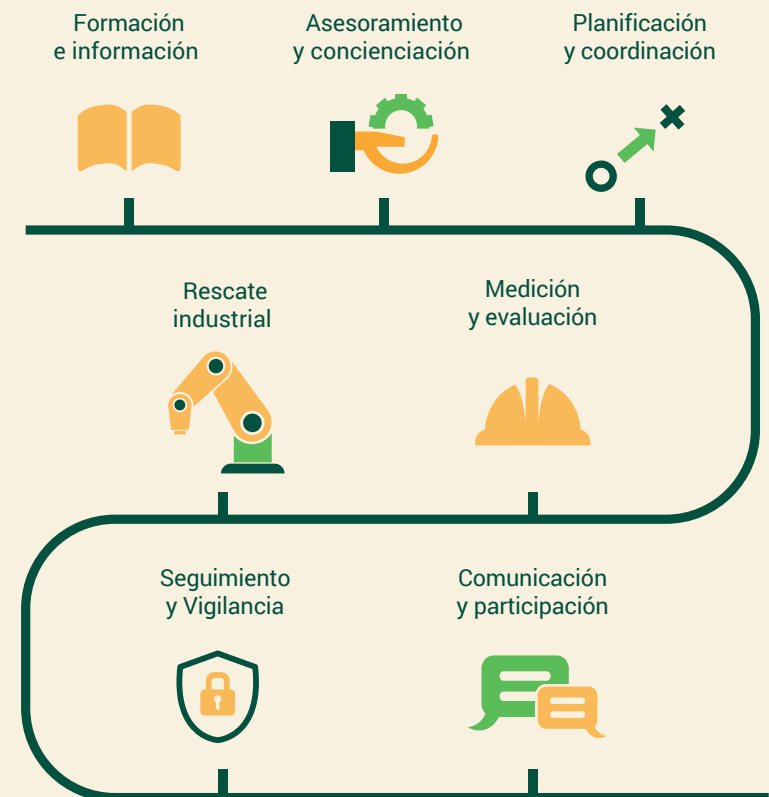 Formación
e información
Asesoramiento
y concienciación
Planificación
y coordinación
Rescate
industrial
Medición
y evaluación
Seguimiento
y Vigilancia
Comunicación
y participación